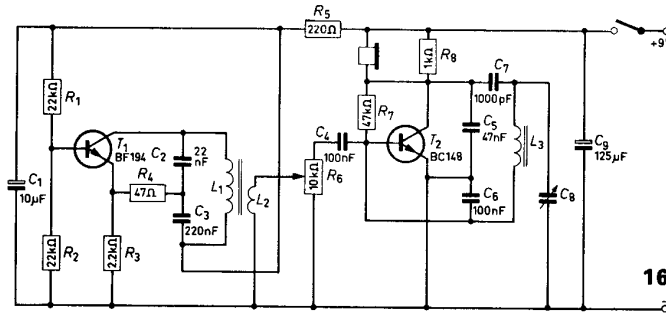 R5
220Ω
+9
R1
22kΩ
T1
BF194
C2
22
nF
L1
L2
R4
47Ω
C3
220nF
C1
10µF
R2
22kΩ
R3
2.2kΩ
C4
100nF
R6
10kΩ
R7
47kΩ
R8
1kΩ
T2
BC148
C7
1000pF
C5
47nF
C6
100nF
L3
C8
C9
125µF
16